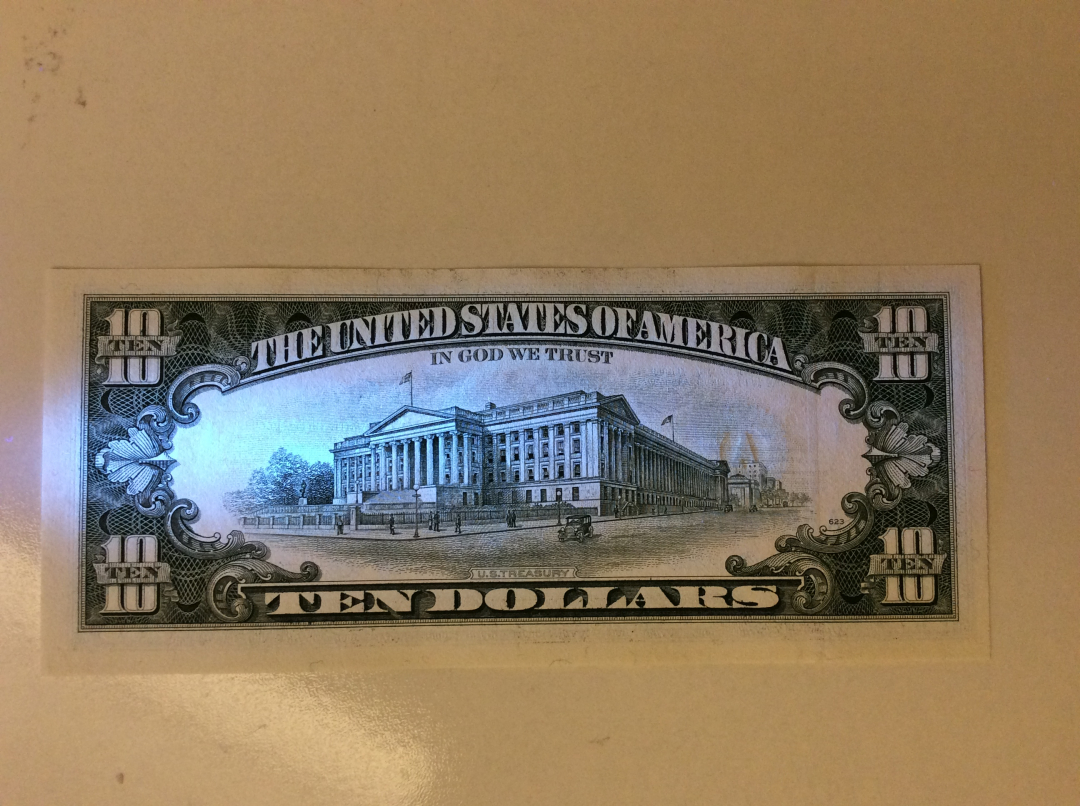 10 TEN 10
THE UNITED STATES OF AMERICA
10 TEN 10
IN GOD WE TRUST
623
10 TEN 10
U.S. TREASURY
10 TEN 10
TEN DOLLARS